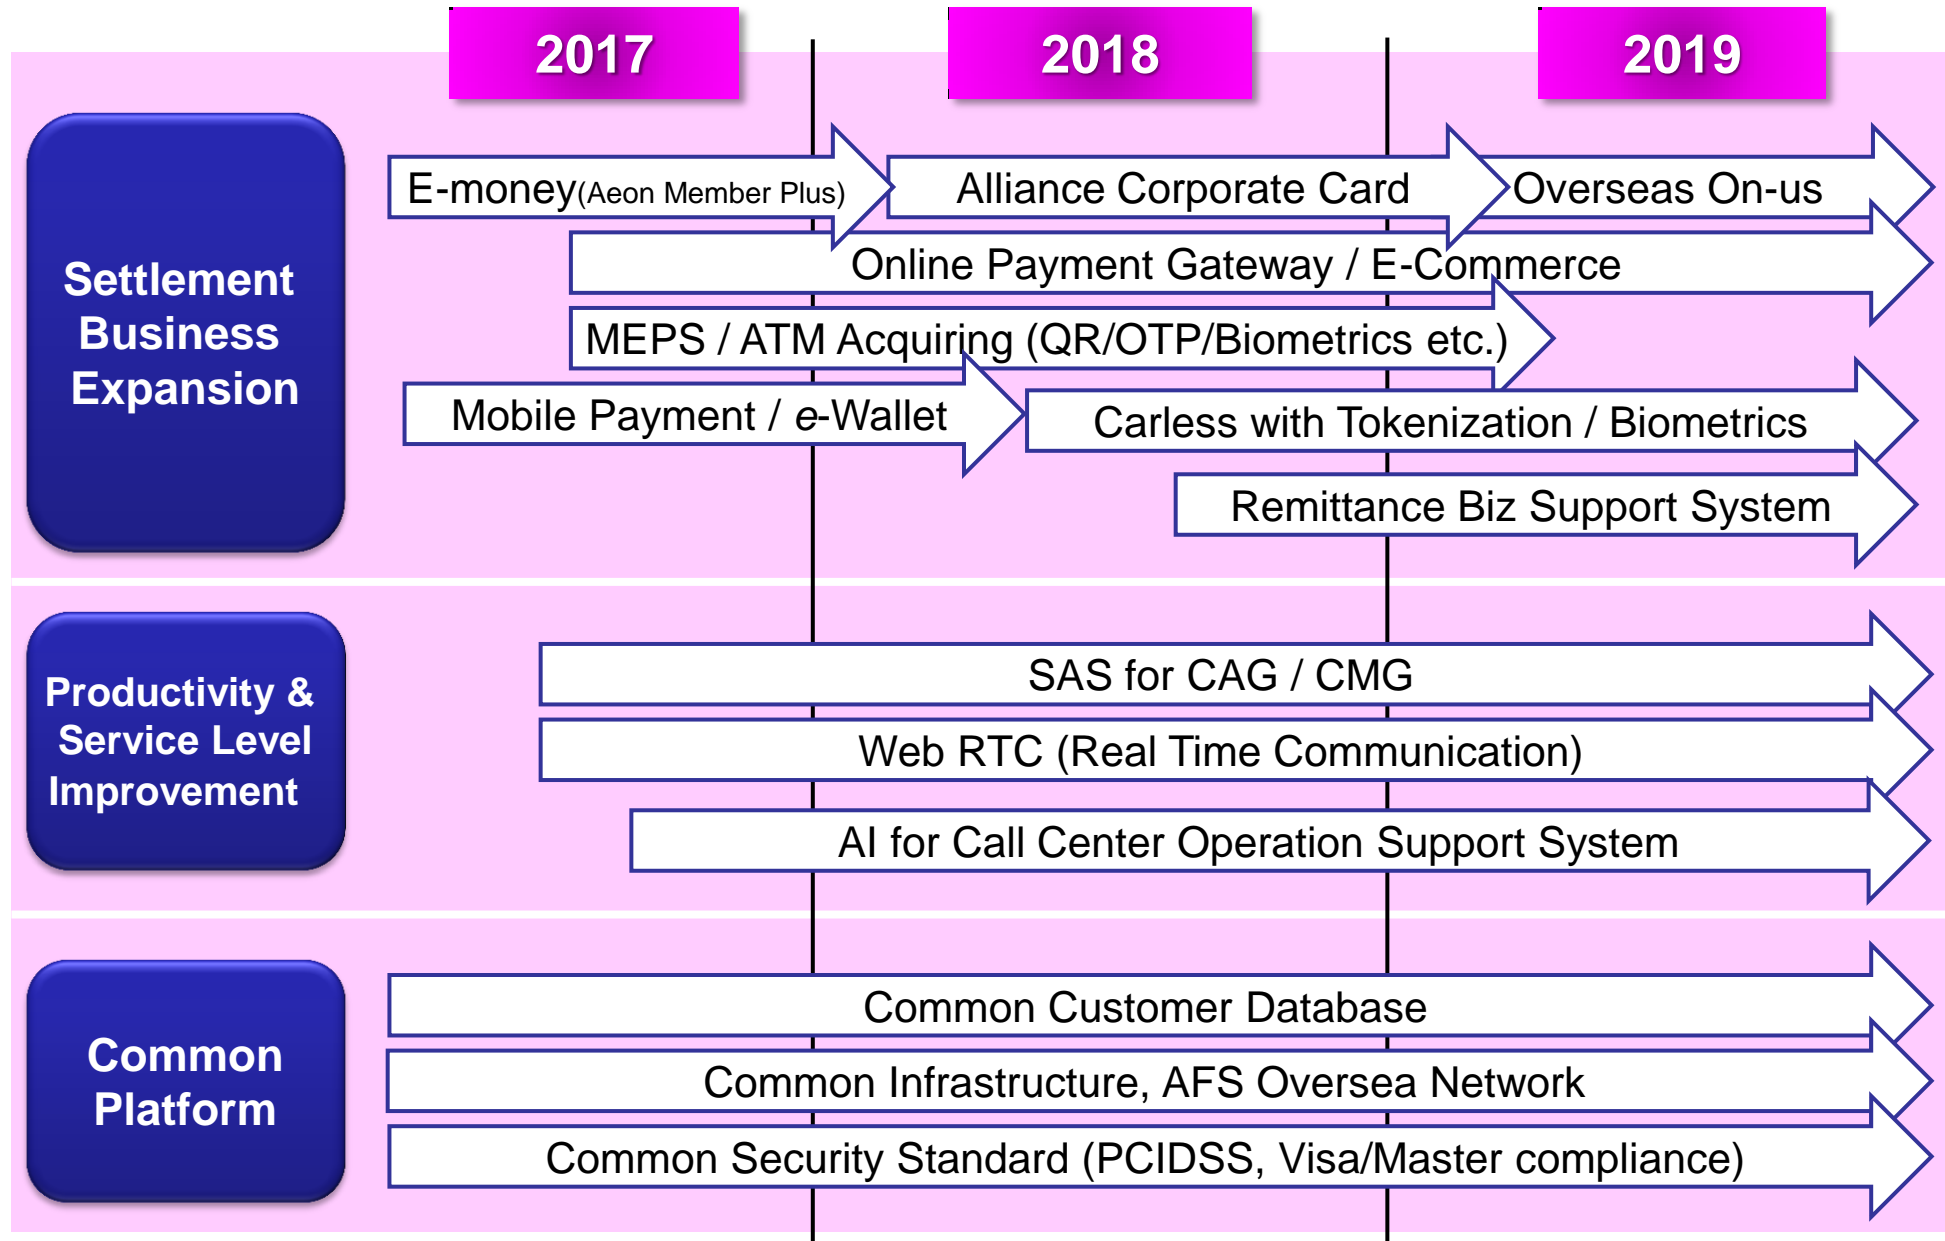 2017
2018
2019
Settlement
Business
Expansion
E-money(Aeon Member Plus)
Alliance Corporate Card
Overseas On-us
Online Payment Gateway / E-Commerce
MEPS / ATM Acquiring (QR/OTP/Biometrics etc.)
Mobile Payment / e-Wallet
Carless with Tokenization / Biometrics
Remittance Biz Support System
Productivity &
Service Level
Improvement
SAS for CAG / CMG
Web RTC (Real Time Communication)
AI for Call Center Operation Support System
Common
Platform
Common Customer Database
Common Infrastructure, AFS Oversea Network
Common Security Standard (PCIDSS, Visa/Master compliance)